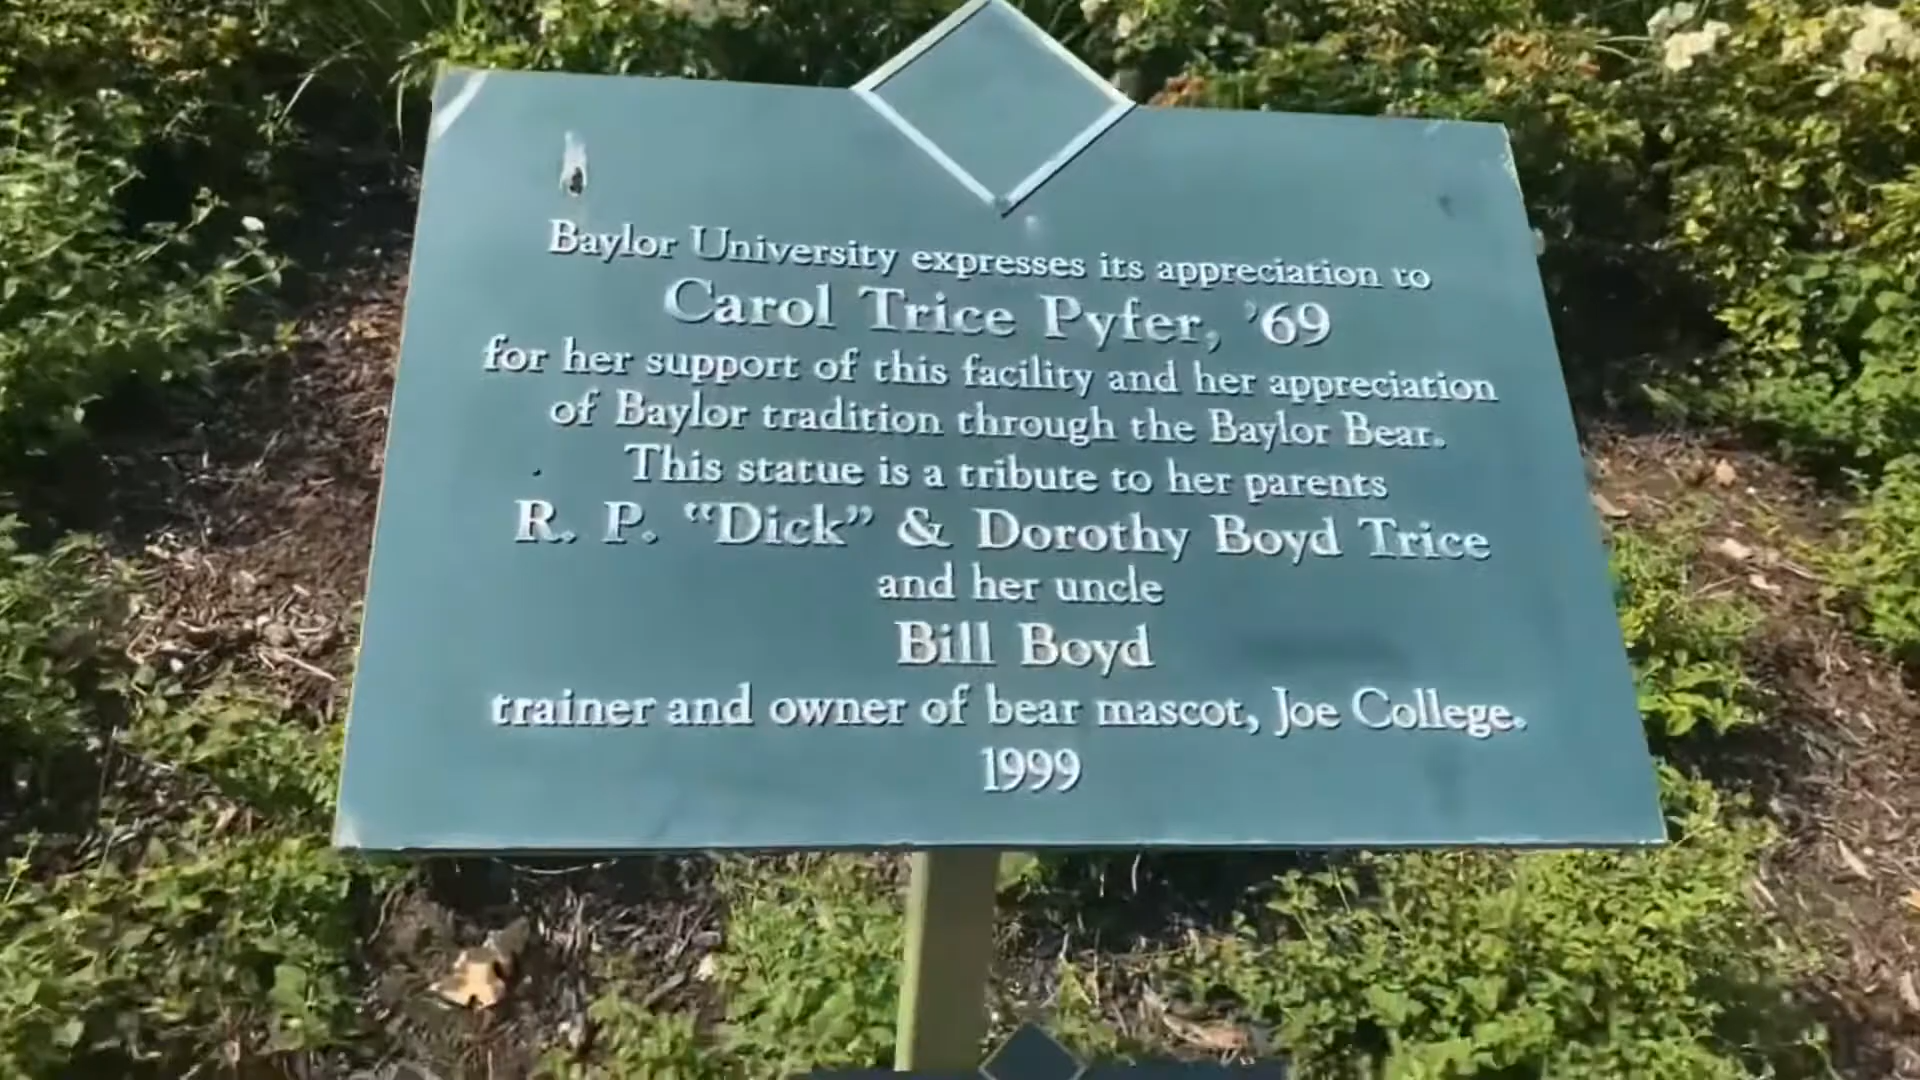 Baylor University expresses its appreciation to
Carol Trice Pyfer, '69
for her support of this facility and her appreciation
of Baylor tradition through the Baylor Bear.
This statue is a tribute to her parents
R. P. “Dick” & Dorothy Boyd Trice
and her uncle
Bill Boyd
trainer and owner of bear mascot, Joe College.
1999